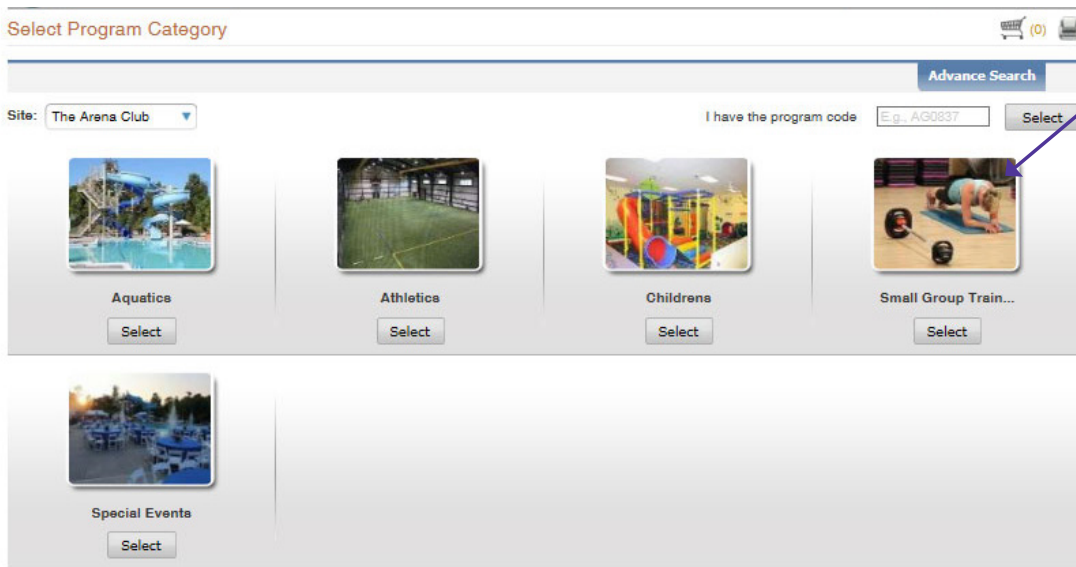 Select Program Category
(0)
Advance Search
Site: The Arena Club
I have the program code E.g., AG0837 Select
Aquatics Athletics Childrens Small Group Train...
Select Select Select Select
Special Events
Select